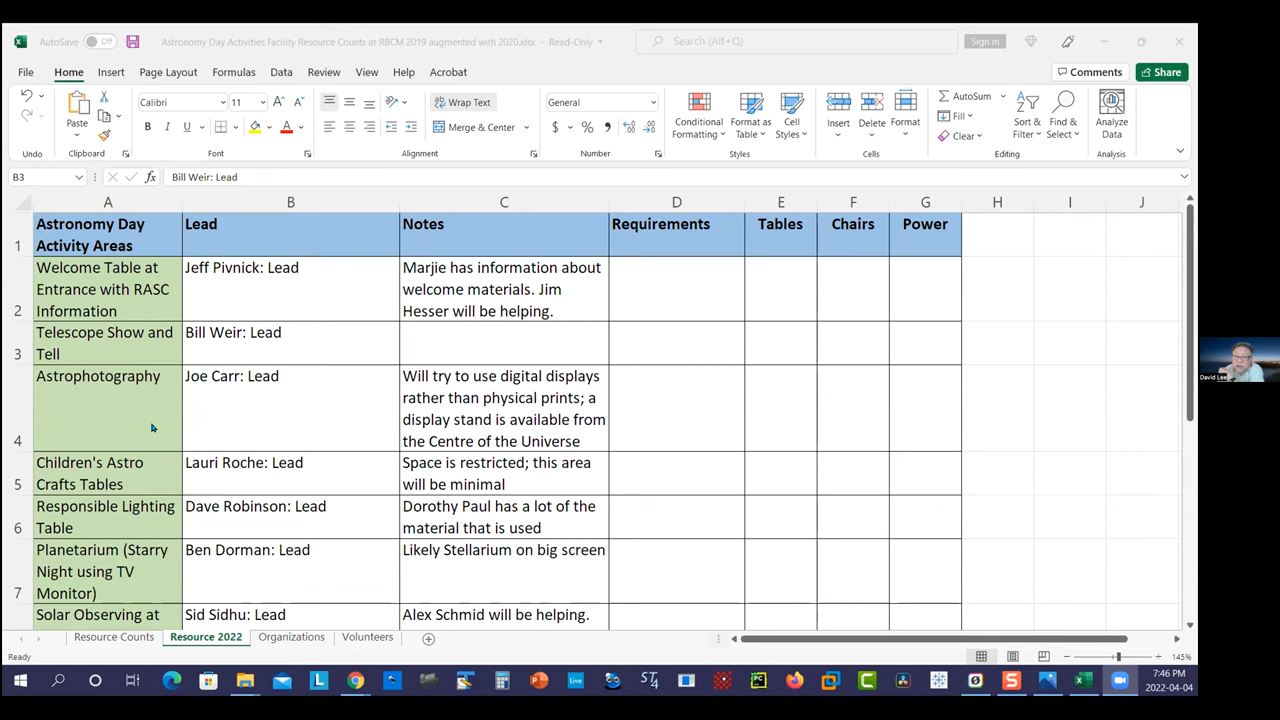 AutoSave Off Astronomy Day Activities Facility Resource Counts at RBCM 2019 augmented with 2020.xlsx - Read-Only Search (Alt+Q) Sign in
File Home Insert Page Layout Formulas Data Review View Help Acrobat Comments Share
Calibri 11 Wrap Text General AutoSum
Paste B I U Merge & Center $ % Conditional Formatting Format as Table Cell Styles Insert Delete Format Fill Clear Sort & Filter Find & Select Analyze Data
Undo Clipboard Font Alignment Number Styles Cells Editing Analysis
B3 fx Bill Weir: Lead
A B C D E F G H I J
1 Astronomy Day Lead Notes Requirements Tables Chairs Power
Activity Areas
2 Welcome Table at Jeff Pivnick: Lead Marjie has information about
Entrance with RASC welcome materials. Jim
Information Hesser will be helping.
3 Telescope Show and Bill Weir: Lead
Tell
4 Astrophotography Joe Carr: Lead Will try to use digital displays
rather than physical prints; a
display stand is available from
the Centre of the Universe
5 Children's Astro Lauri Roche: Lead Space is restricted; this area
Crafts Tables will be minimal
6 Responsible Lighting Dave Robinson: Lead Dorothy Paul has a lot of the
Table material that is used
7 Planetarium (Starry Ben Dorman: Lead Likely Stellarium on big screen
Night using TV
Monitor)
Solar Observing at Sid Sidhu: Lead Alex Schmid will be helping.
Resource Counts Resource 2022 Organizations Volunteers
Ready 145%
7:46 PM
2022-04-04
David Lee